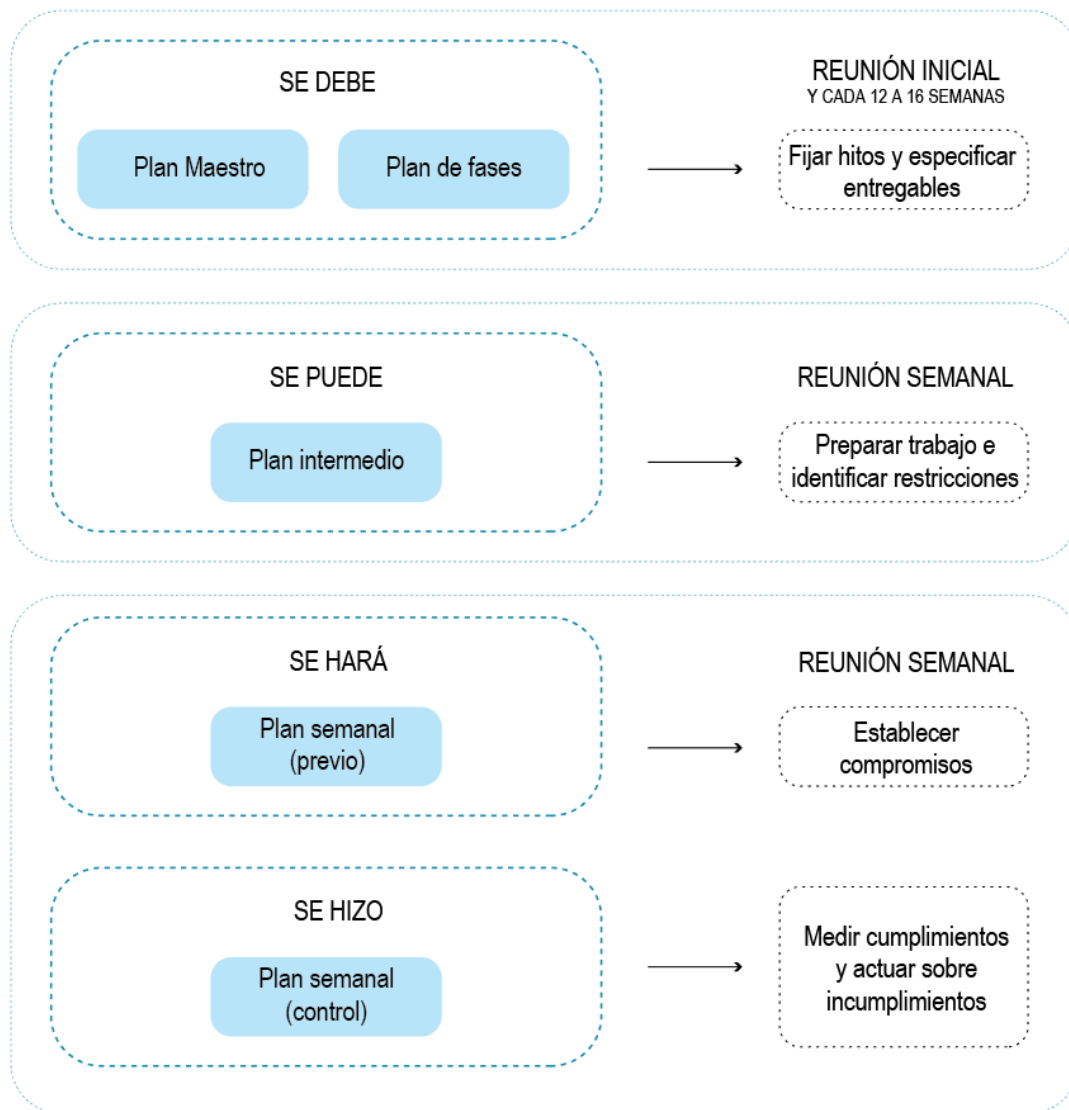 SE DEBE
Plan Maestro
Plan de fases
REUNIÓN INICIAL
Y CADA 12 A 16 SEMANAS
Fijar hitos y especificar
entregables
SE PUEDE
Plan intermedio
REUNIÓN SEMANAL
Preparar trabajo e
identificar restricciones
SE HARÁ
Plan semanal
(previo)
REUNIÓN SEMANAL
Establecer
compromisos
SE HIZO
Plan semanal
(control)
Medir cumplimientos
y actuar sobre
incumplimientos